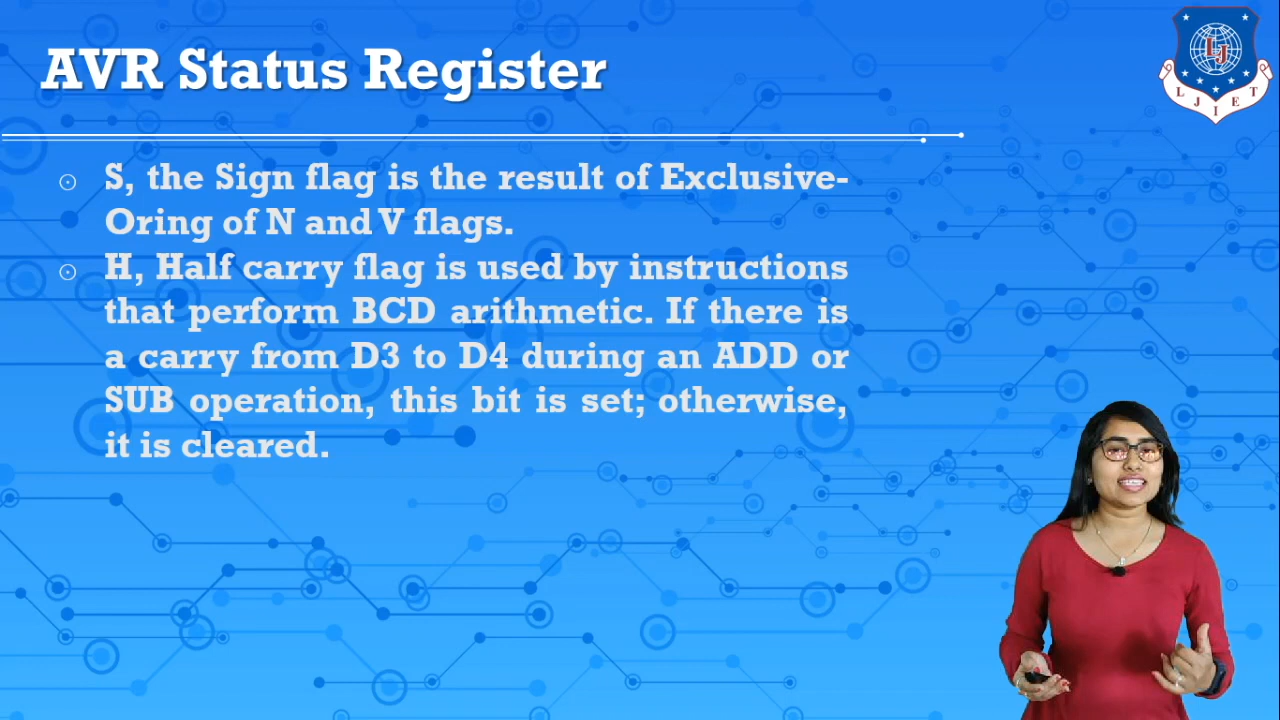 AVR Status Register
S, the Sign flag is the result of Exclusive-
Oring of N and V flags.
H, Half carry flag is used by instructions
that perform BCD arithmetic. If there is
a carry from D3 to D4 during an ADD or
SUB operation, this bit is set; otherwise,
it is cleared.
LJ
LJIET